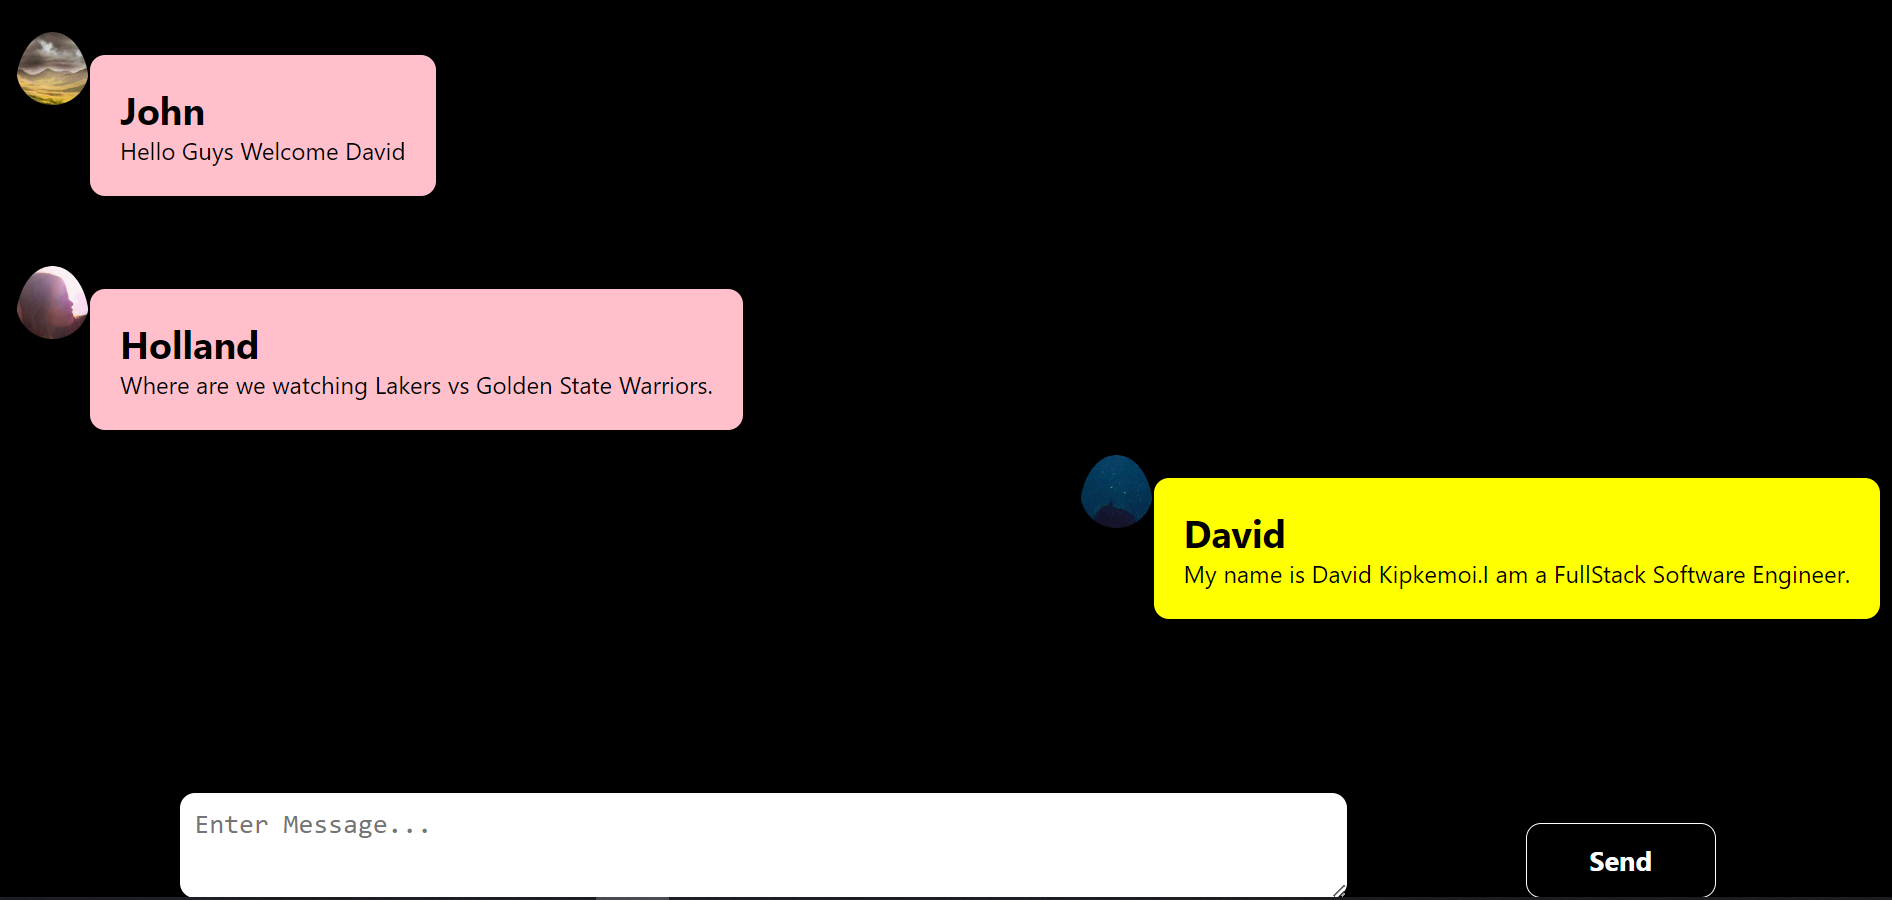 John
Hello Guys Welcome David
Holland
Where are we watching Lakers vs Golden State Warriors.
David
My name is David Kipkemoi.I am a FullStack Software Engineer.
Enter Message...
Send